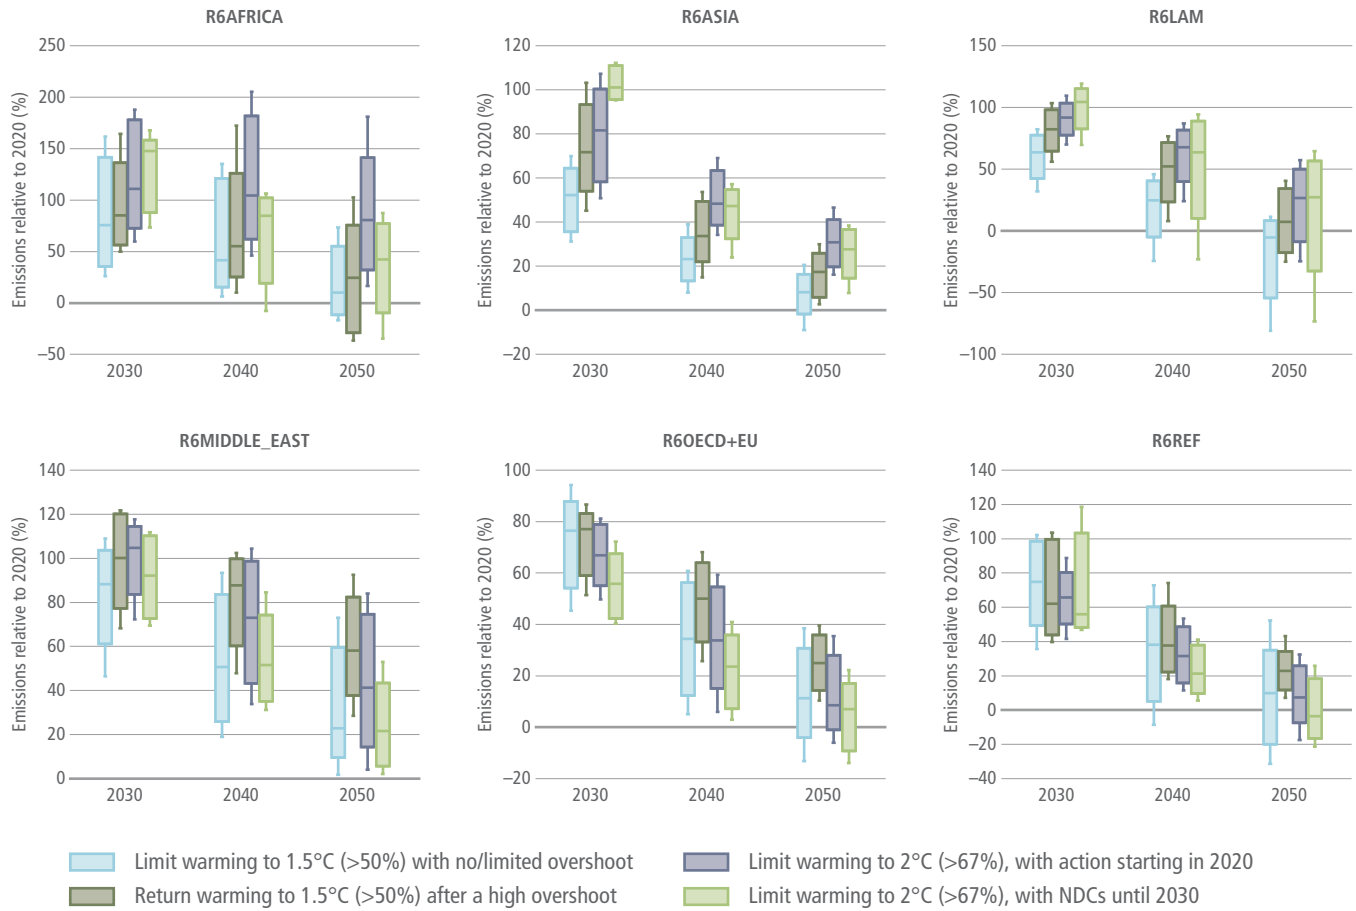 R6AFRICA
Emissions relative to 2020 (%)
250
200
150
100
50
0
–50
2030 2040 2050
R6ASIA
Emissions relative to 2020 (%)
120
100
80
60
40
20
0
–20
2030 2040 2050
R6LAM
Emissions relative to 2020 (%)
150
100
50
0
–50
–100
2030 2040 2050
R6MIDDLE_EAST
Emissions relative to 2020 (%)
140
120
100
80
60
40
20
0
2030 2040 2050
R6OECD+EU
Emissions relative to 2020 (%)
100
80
60
40
20
0
–20
2030 2040 2050
R6REF
Emissions relative to 2020 (%)
140
120
100
80
60
40
20
0
–20
–40
2030 2040 2050
Limit warming to 1.5°C (>50%) with no/limited overshoot
Return warming to 1.5°C (>50%) after a high overshoot
Limit warming to 2°C (>67%), with action starting in 2020
Limit warming to 2°C (>67%), with NDCs until 2030